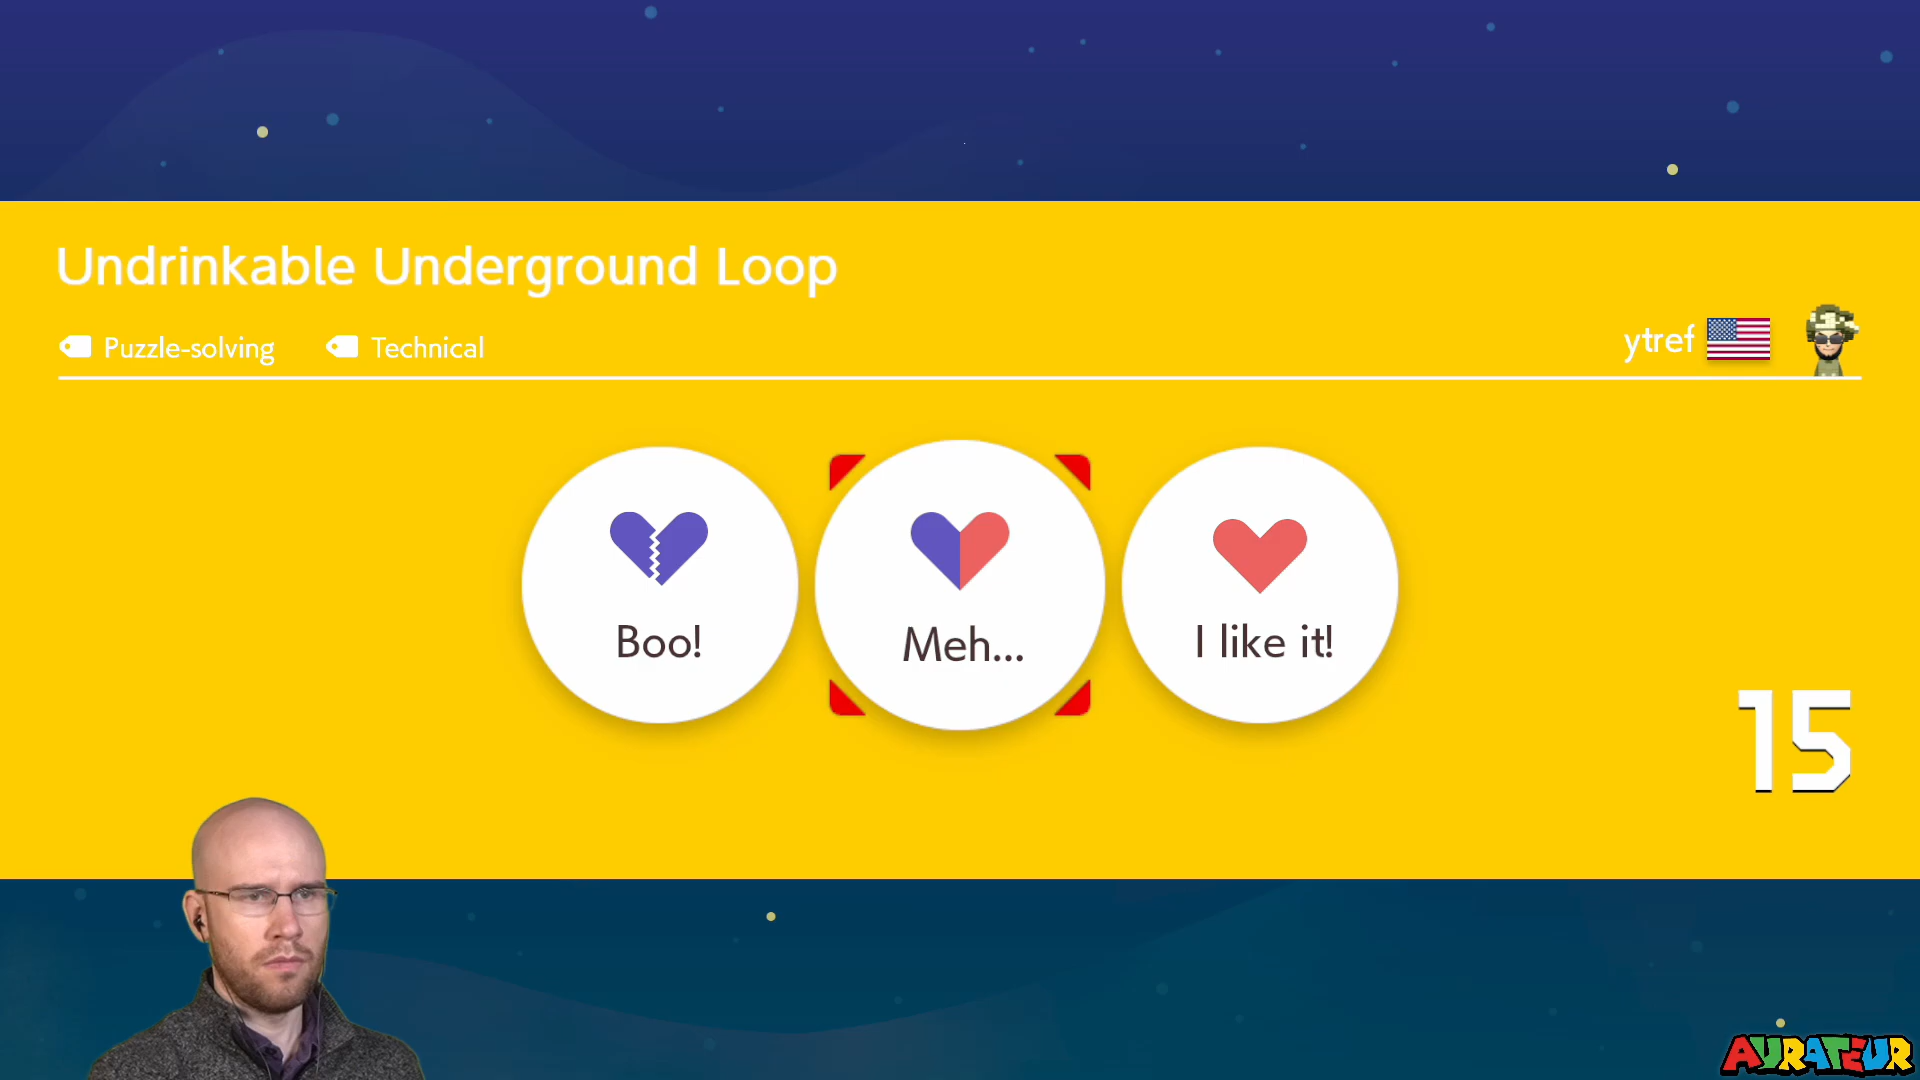 Undrinkable Underground Loop
Puzzle-solving Technical
ytref
Boo! Meh... I like it!
15
AURATEUR